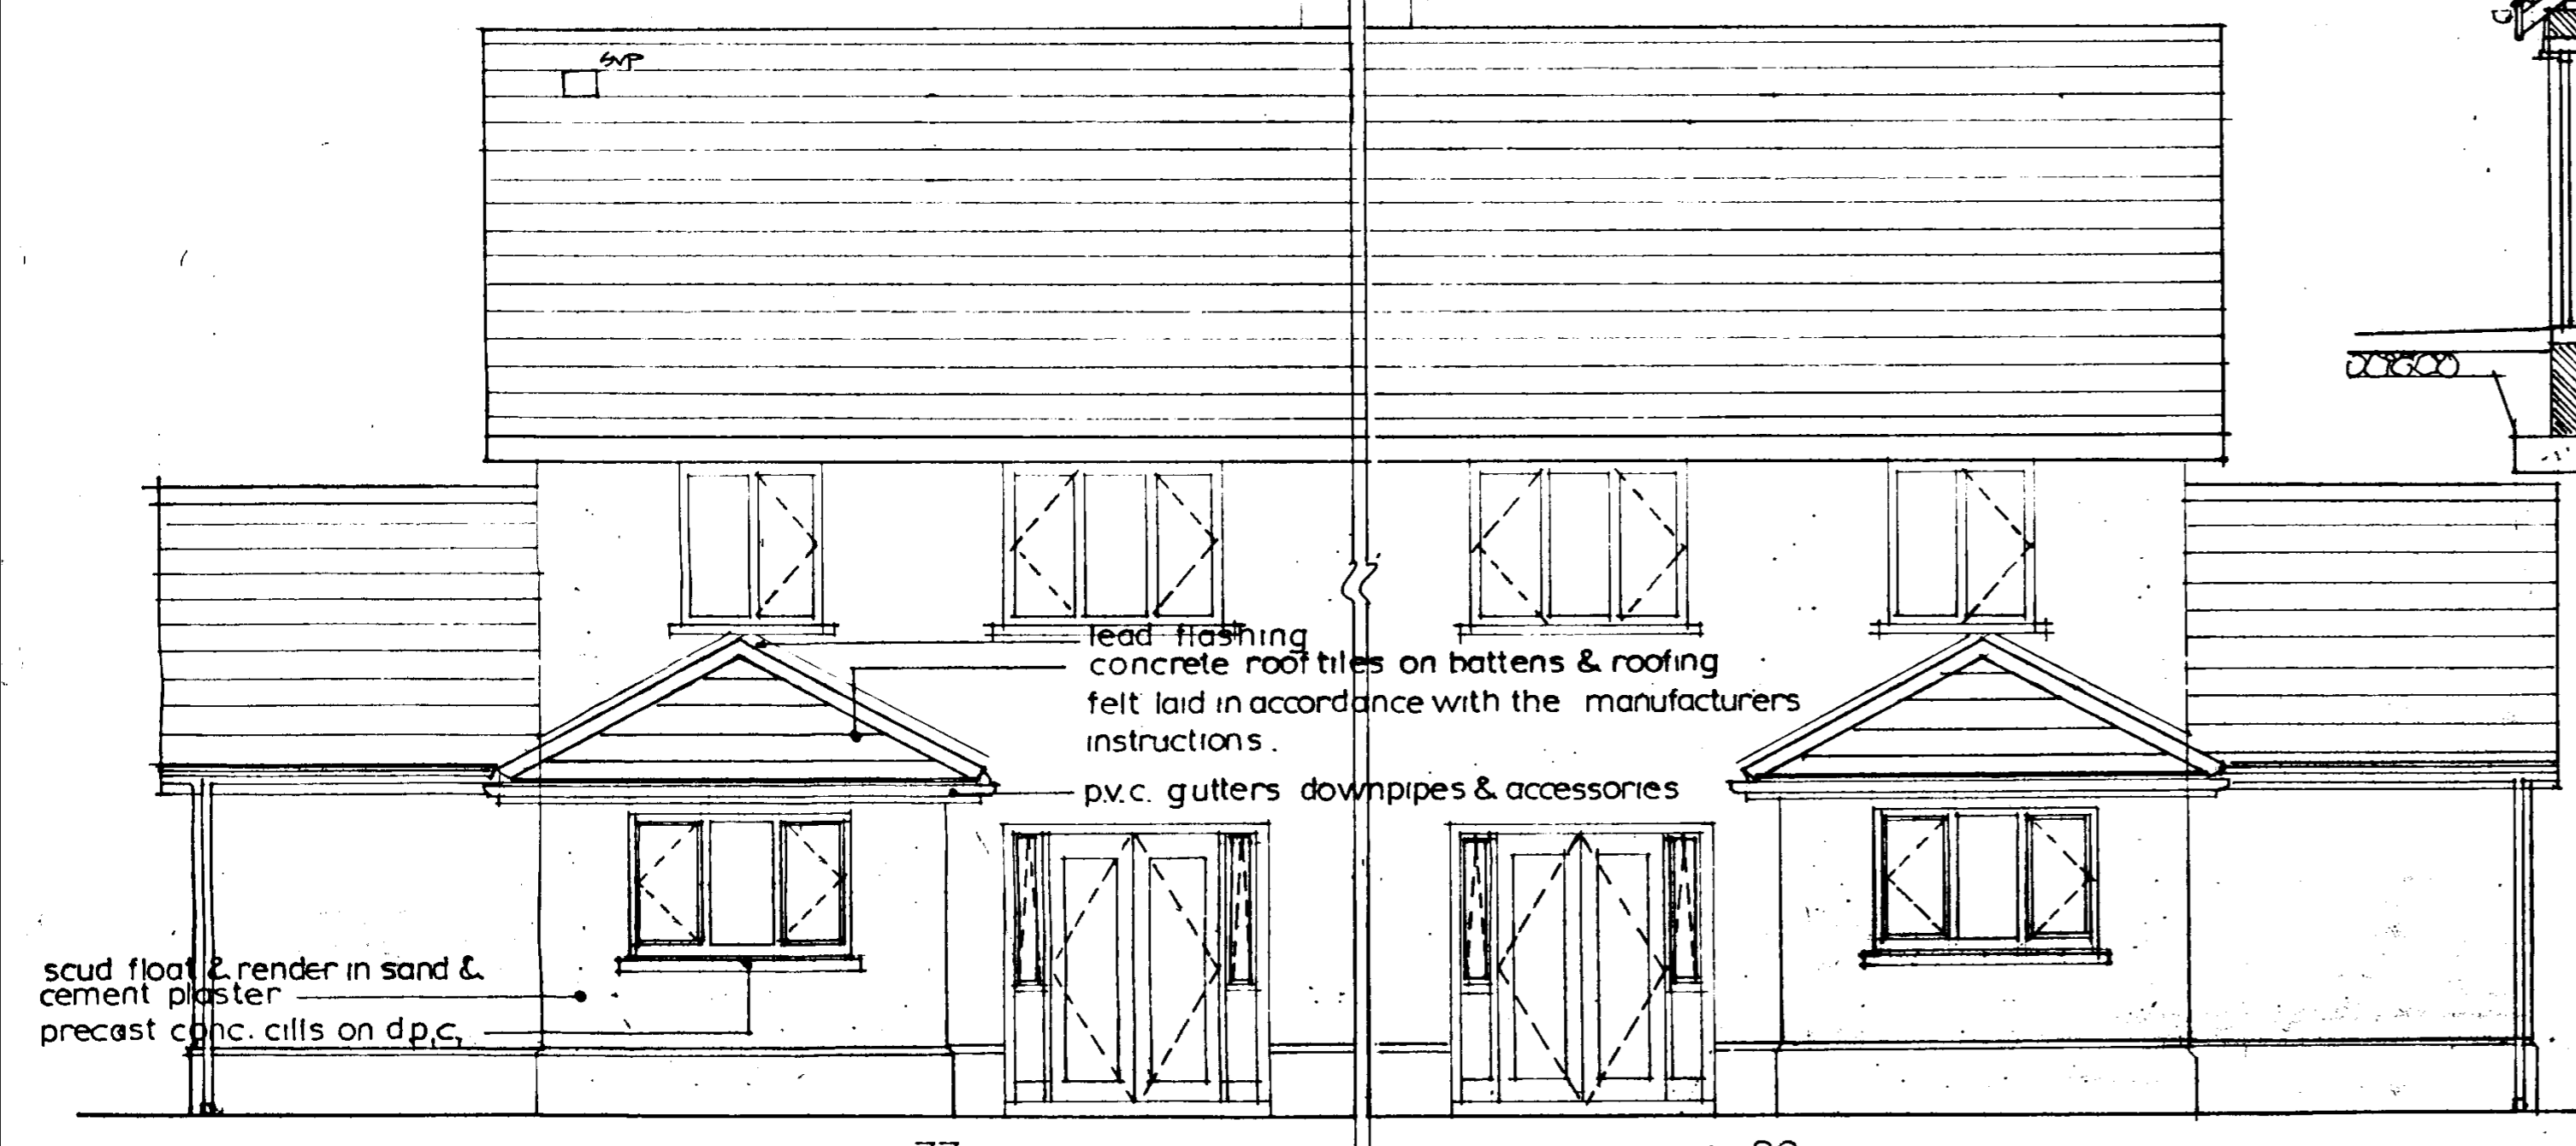 SVP
lead flashing
concrete roof tiles on battens & roofing
felt laid in accordance with the manufacturers
instructions.
p.v.c. gutters downpipes & accessories
scud float & render in sand &
cement plaster
precast conc. cills on d.p.c.